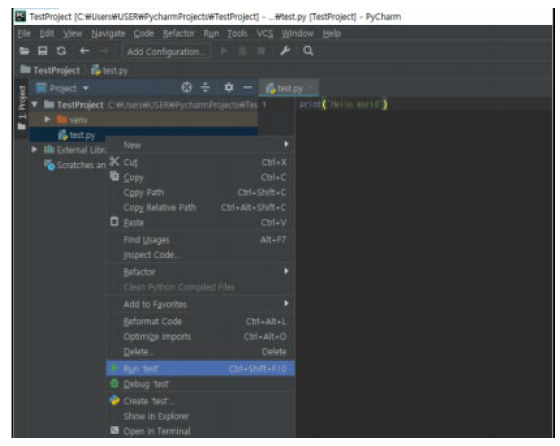 TestProject [C:₩Users₩USER₩PycharmProjects₩TestProject] - ...₩test.py [TestProject] - PyCharm
File Edit View Navigate Code Refactor Run Tools VCS Window Help
Add Configuration...
TestProject test.py
1: Project
Project
test.py
TestProject C:₩Users₩USER₩PycharmProjects₩Tes
1 print('Hello world')
venv
test.py
External Libr
Scratches an
New
Cut Ctrl+X
Copy Ctrl+C
Copy Path Ctrl+Shift+C
Copy Relative Path Ctrl+Alt+Shift+C
Paste Ctrl+V
Find Usages Alt+F7
Inspect Code...
Refactor
Clean Python Compiled Files
Add to Favorites
Reformat Code Ctrl+Alt+L
Optimize Imports Ctrl+Alt+O
Delete... Delete
Run 'test' Ctrl+Shift+F10
Debug 'test'
Create 'test'...
Show in Explorer
Open in Terminal